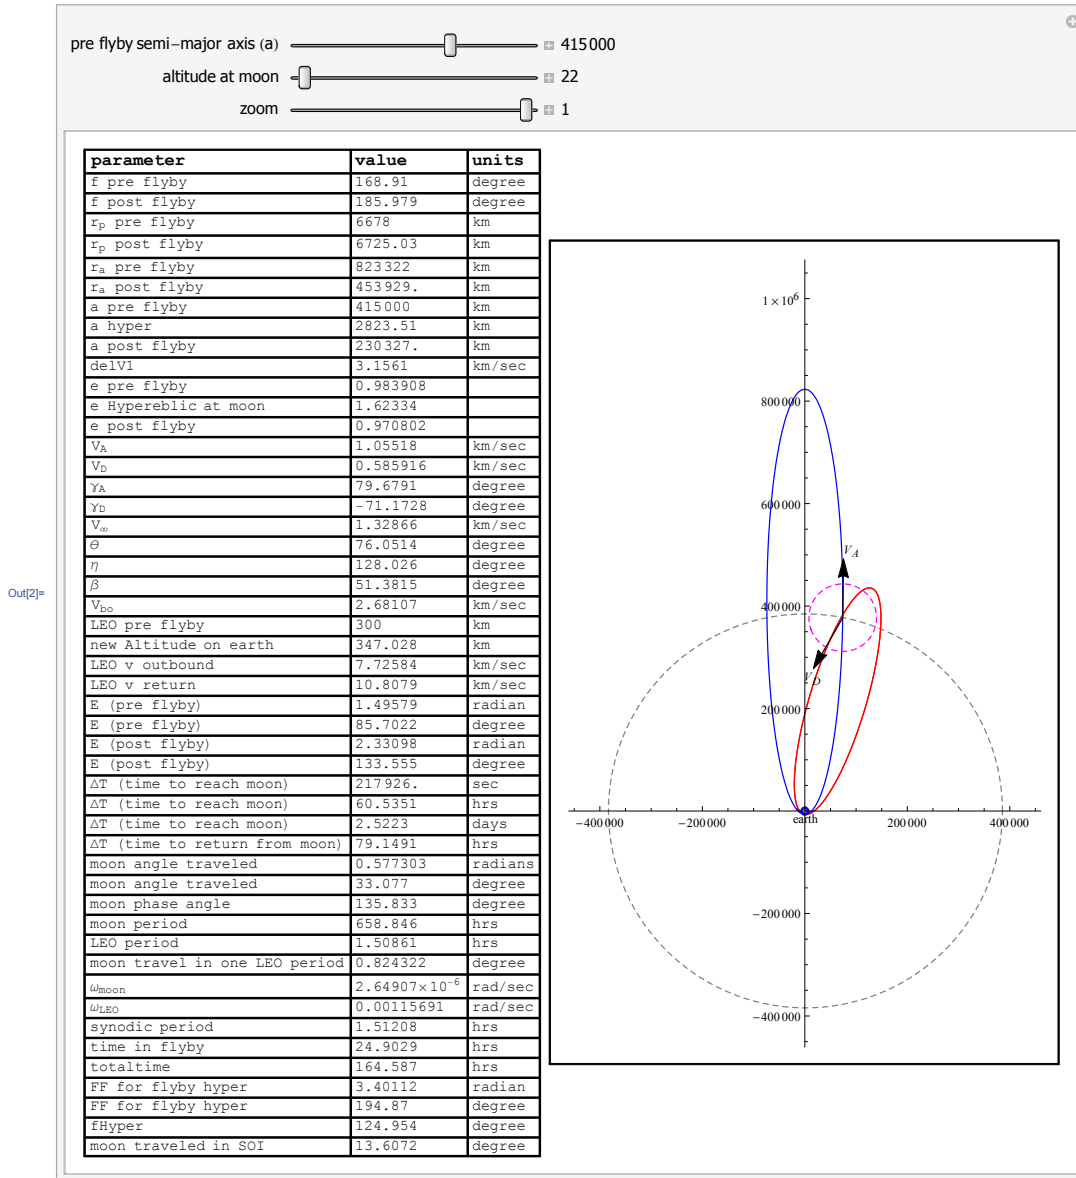 pre flyby semi−major axis (a) 415000
altitude at moon 22
zoom 1
Out[2]=
parameter value units
f pre flyby 168.91 degree
f post flyby 185.979 degree
rₚ pre flyby 6678 km
rₚ post flyby 6725.03 km
rₐ pre flyby 823322 km
rₐ post flyby 453929. km
a pre flyby 415000 km
a hyper 2823.51 km
a post flyby 230327. km
delV1 3.1561 km/sec
e pre flyby 0.983908
e Hypereblic at moon 1.62334
e post flyby 0.970802
V_A 1.05518 km/sec
V_D 0.585916 km/sec
γ_A 79.6791 degree
γ_D -71.1728 degree
V_∞ 1.32866 km/sec
θ 76.0514 degree
η 128.026 degree
β 51.3815 degree
V_bo 2.68107 km/sec
LEO pre flyby 300 km
new Altitude on earth 347.028 km
LEO v outbound 7.72584 km/sec
LEO v return 10.8079 km/sec
E (pre flyby) 1.49579 radian
E (pre flyby) 85.7022 degree
E (post flyby) 2.33098 radian
E (post flyby) 133.555 degree
ΔT (time to reach moon) 217926. sec
ΔT (time to reach moon) 60.5351 hrs
ΔT (time to reach moon) 2.5223 days
ΔT (time to return from moon) 79.1491 hrs
moon angle traveled 0.577303 radians
moon angle traveled 33.077 degree
moon phase angle 135.833 degree
moon period 658.846 hrs
LEO period 1.50861 hrs
moon travel in one LEO period 0.824322 degree
ω_moon 2.64907×10⁻⁶ rad/sec
ω_LEO 0.00115691 rad/sec
synodic period 1.51208 hrs
time in flyby 24.9029 hrs
totaltime 164.587 hrs
FF for flyby hyper 3.40112 radian
FF for flyby hyper 194.87 degree
fHyper 124.954 degree
moon traveled in SOI 13.6072 degree
1×10⁶
800000
600000
V_A
400000
V_D
200000
earth
−400000 −200000 200000 400000
−200000
−400000